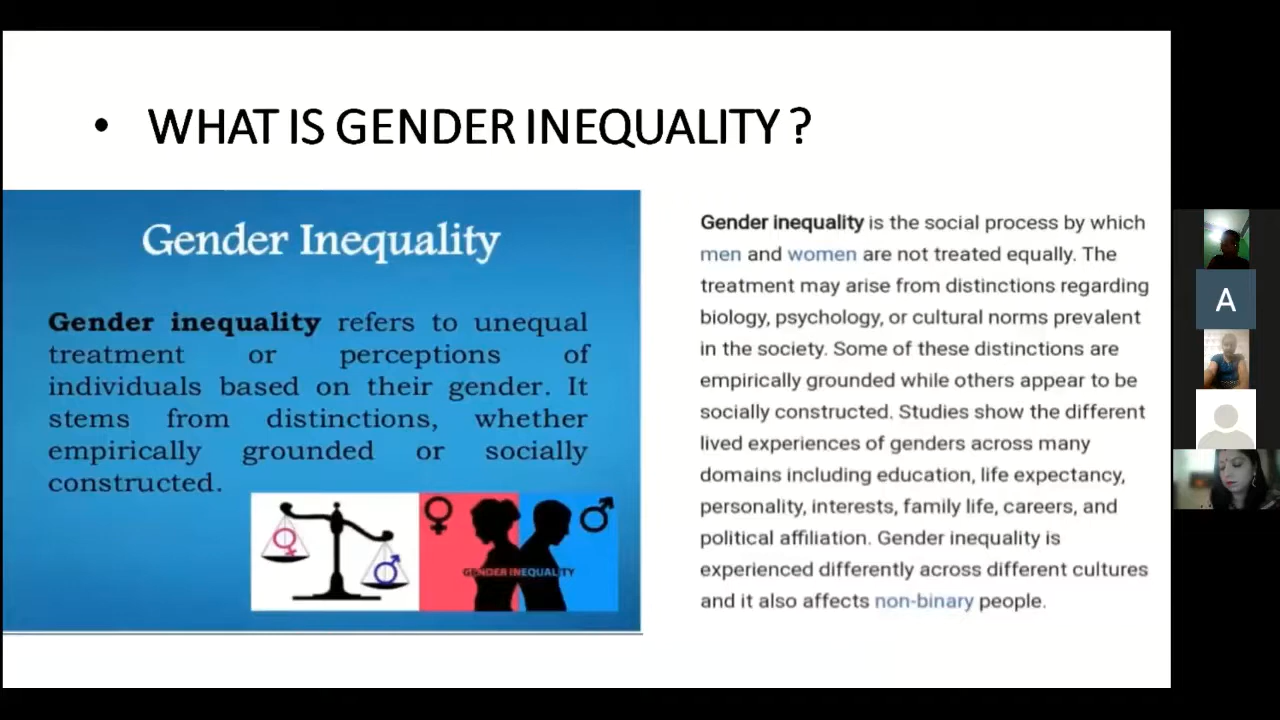 • WHAT IS GENDER INEQUALITY ?
Gender Inequality
Gender inequality refers to unequal
treatment or perceptions of
individuals based on their gender. It
stems from distinctions, whether
empirically grounded or socially
constructed.
GENDER INEQUALITY
Gender inequality is the social process by which
men and women are not treated equally. The
treatment may arise from distinctions regarding
biology, psychology, or cultural norms prevalent
in the society. Some of these distinctions are
empirically grounded while others appear to be
socially constructed. Studies show the different
lived experiences of genders across many
domains including education, life expectancy,
personality, interests, family life, careers, and
political affiliation. Gender inequality is
experienced differently across different cultures
and it also affects non-binary people.
A